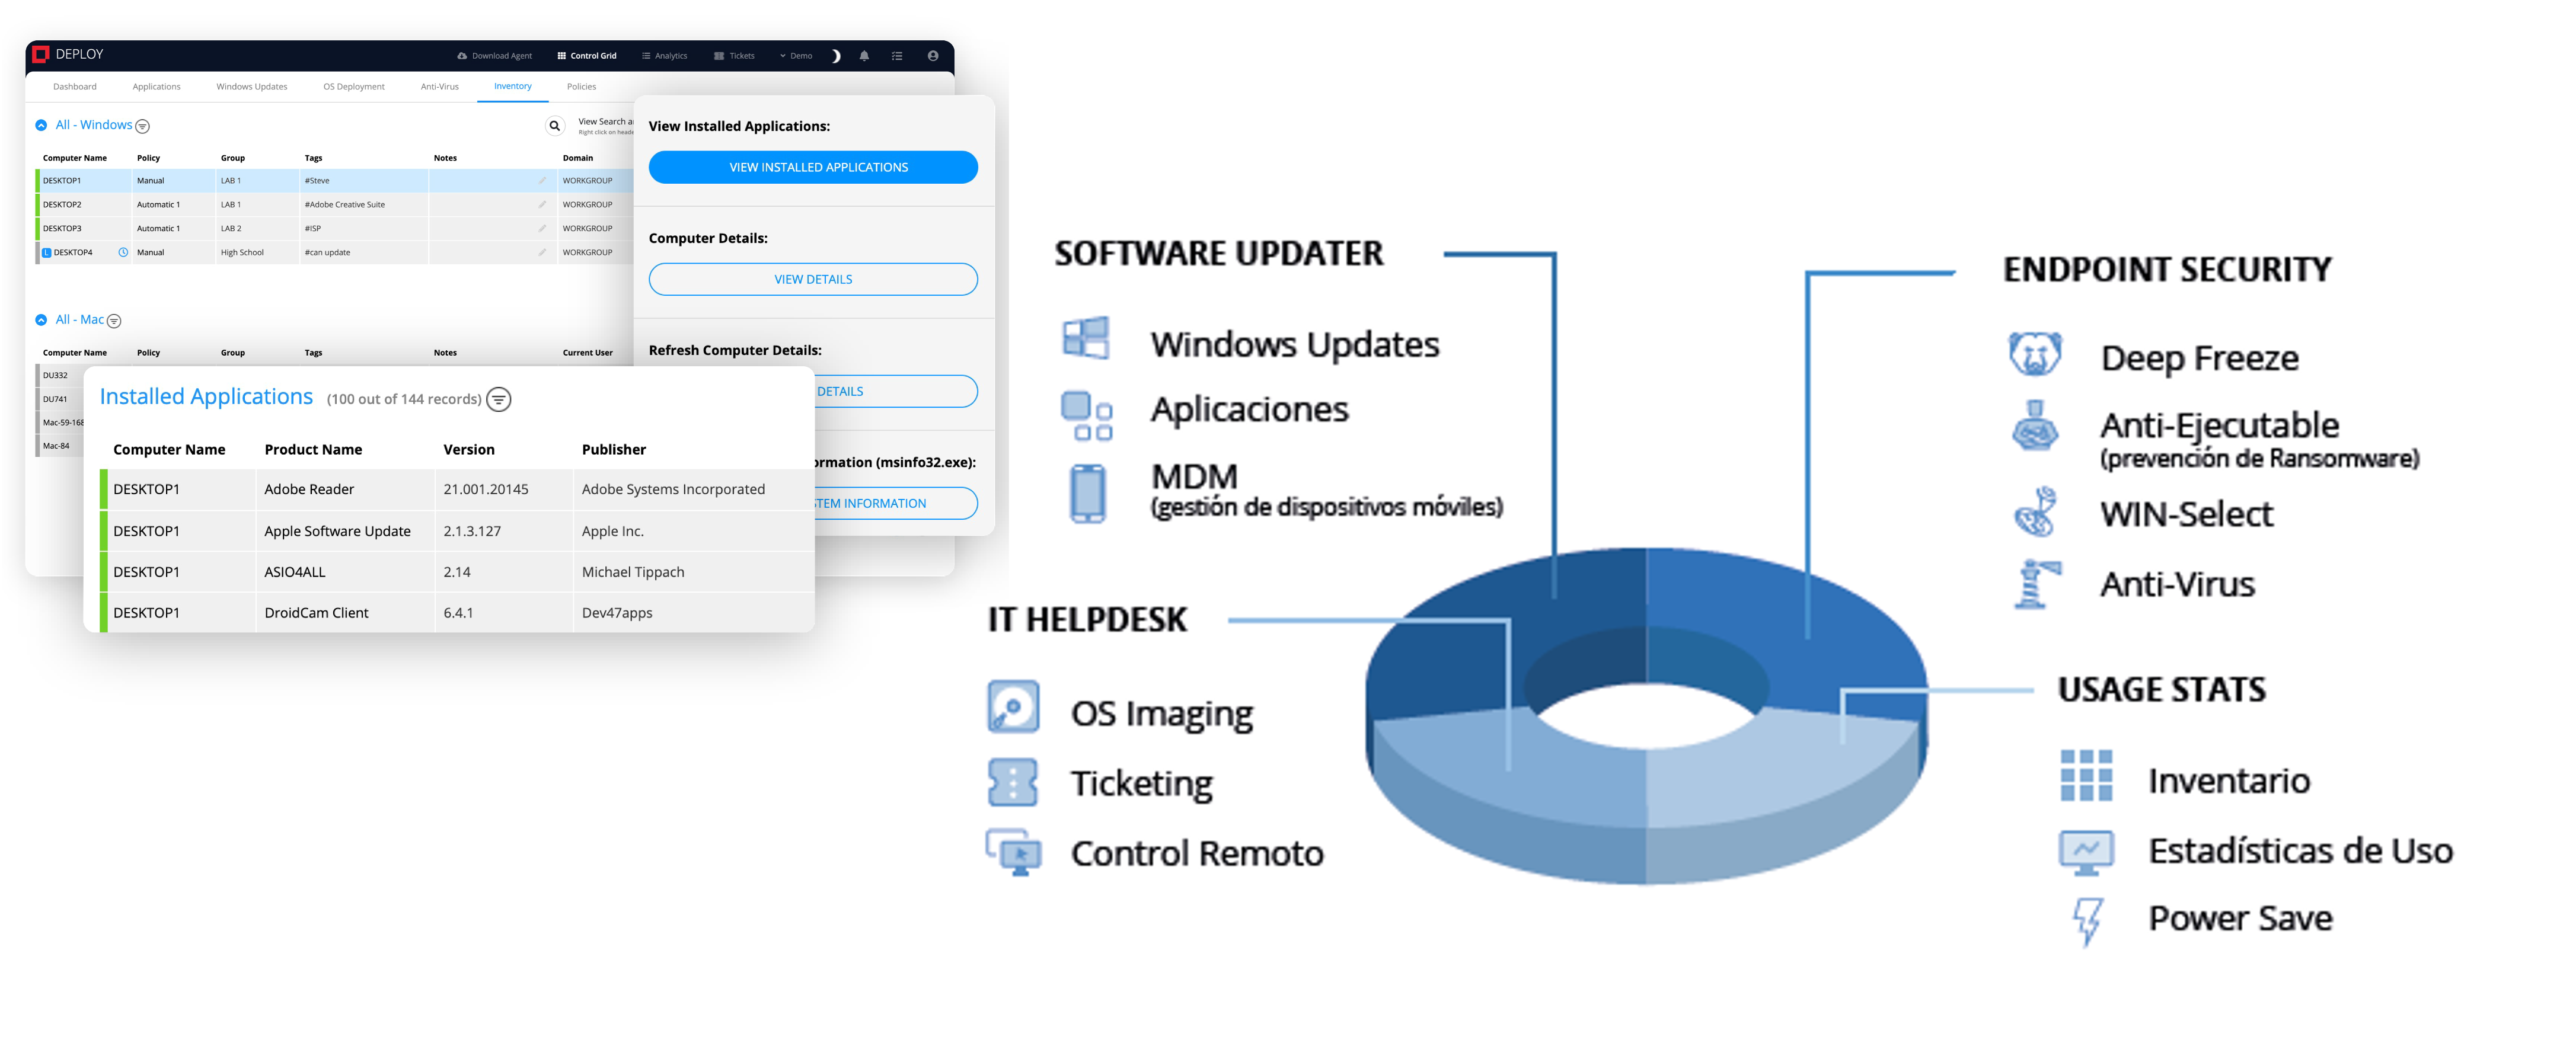 DEPLOY
Download Agent
Control Grid
Analytics
Tickets
Demo
Dashboard
Applications
Windows Updates
OS Deployment
Anti-Virus
Inventory
Policies
All - Windows
View Search
Right click on
Computer Name Policy Group Tags Notes Domain
DESKTOP1 Manual LAB 1 #Steve WORKGROUP
DESKTOP2 Automatic 1 LAB 1 #Adobe Creative Suite WORKGROUP
DESKTOP3 Automatic 1 LAB 2 #ISP WORKGROUP
L DESKTOP4 Manual High School #can update WORKGROUP
All - Mac
Computer Name Policy Group Tags Notes Current User
DU332
DU741
Mac-59-168
Mac-84
View Installed Applications:
VIEW INSTALLED APPLICATIONS
Computer Details:
VIEW DETAILS
Refresh Computer Details:
DETAILS
ormation (msinfo32.exe):
TEM INFORMATION
Installed Applications (100 out of 144 records)
Computer Name Product Name Version Publisher
DESKTOP1 Adobe Reader 21.001.20145 Adobe Systems Incorporated
DESKTOP1 Apple Software Update 2.1.3.127 Apple Inc.
DESKTOP1 ASIO4ALL 2.14 Michael Tippach
DESKTOP1 DroidCam Client 6.4.1 Dev47apps
SOFTWARE UPDATER
Windows Updates
Aplicaciones
MDM
(gestión de dispositivos móviles)
IT HELPDESK
OS Imaging
Ticketing
Control Remoto
ENDPOINT SECURITY
Deep Freeze
Anti-Ejecutable
(prevención de Ransomware)
WIN-Select
Anti-Virus
USAGE STATS
Inventario
Estadísticas de Uso
Power Save